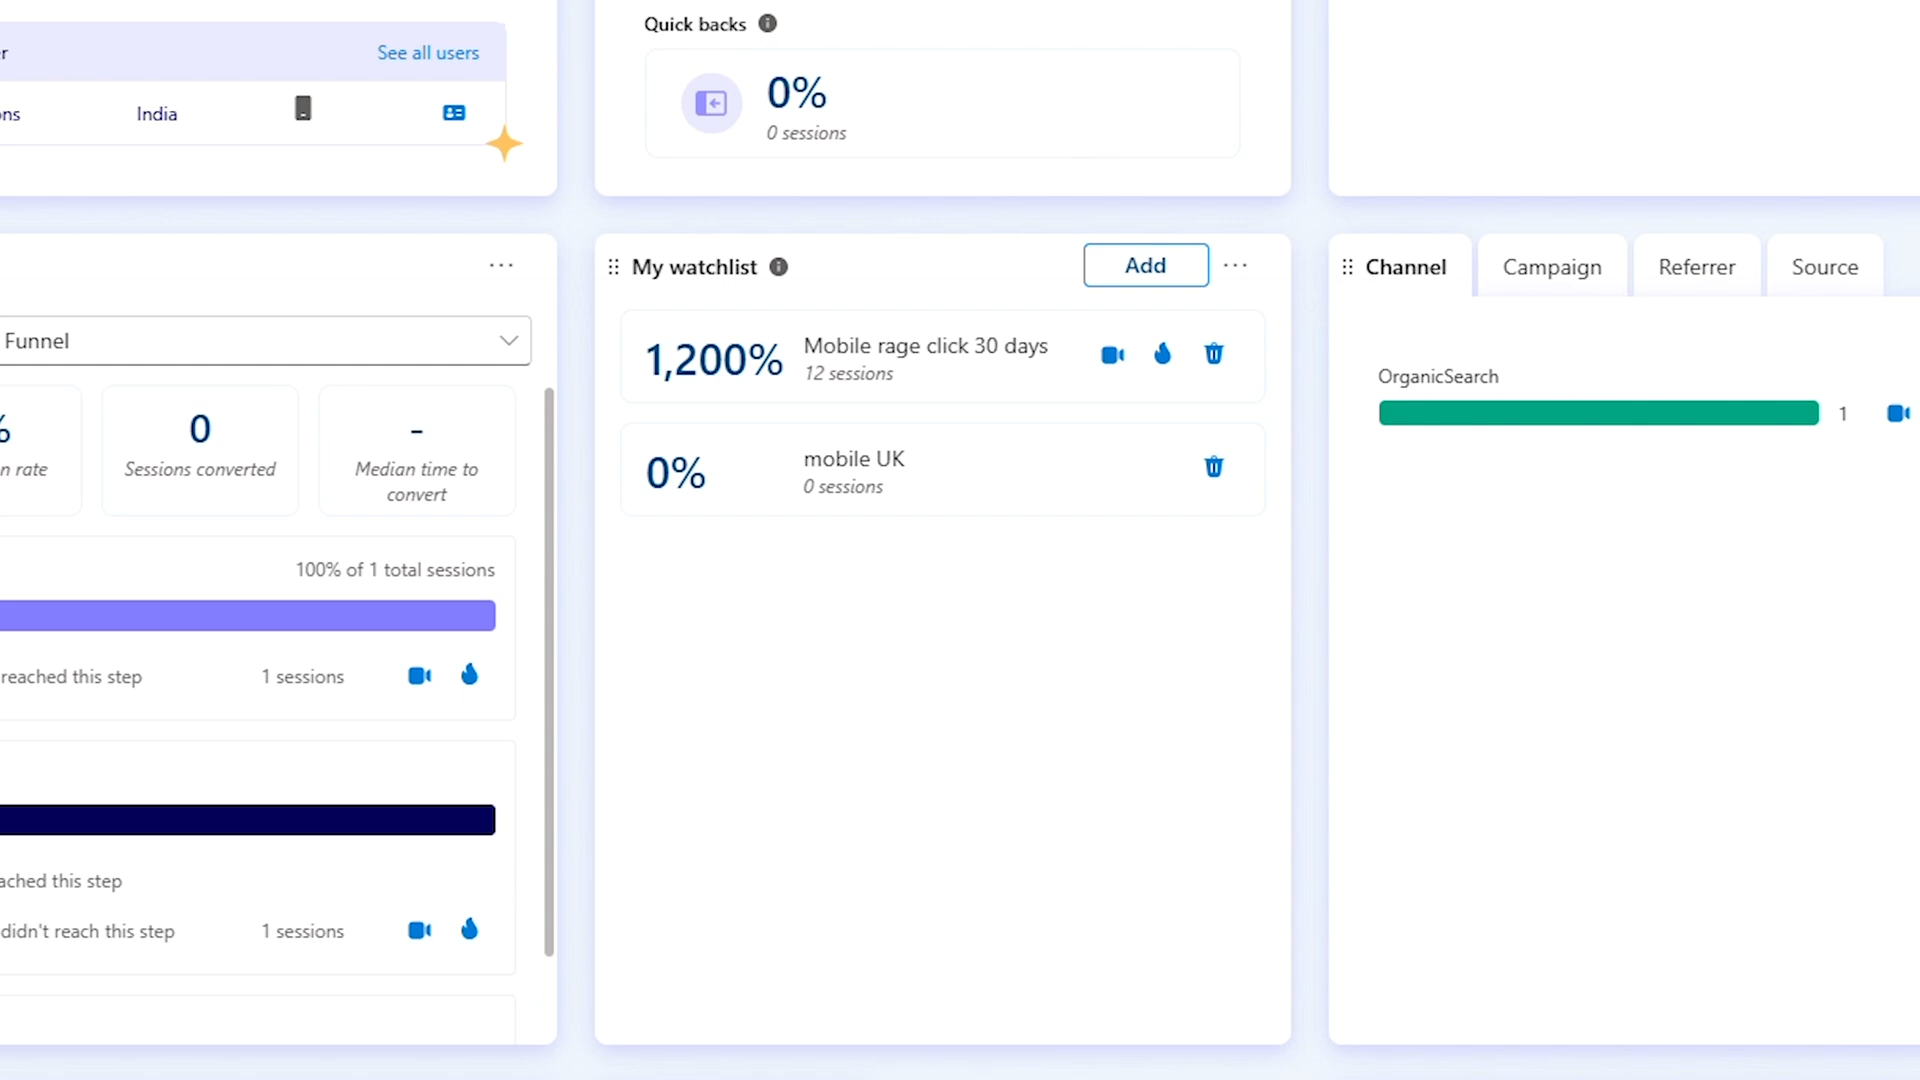 See all users
India
Quick backs
0%
0 sessions
Funnel
0
Sessions converted
-
Median time to
convert
n rate
100% of 1 total sessions
reached this step
1 sessions
ached this step
didn't reach this step
1 sessions
My watchlist
Add
1,200%
Mobile rage click 30 days
12 sessions
0%
mobile UK
0 sessions
Channel
Campaign
Referrer
Source
OrganicSearch
1